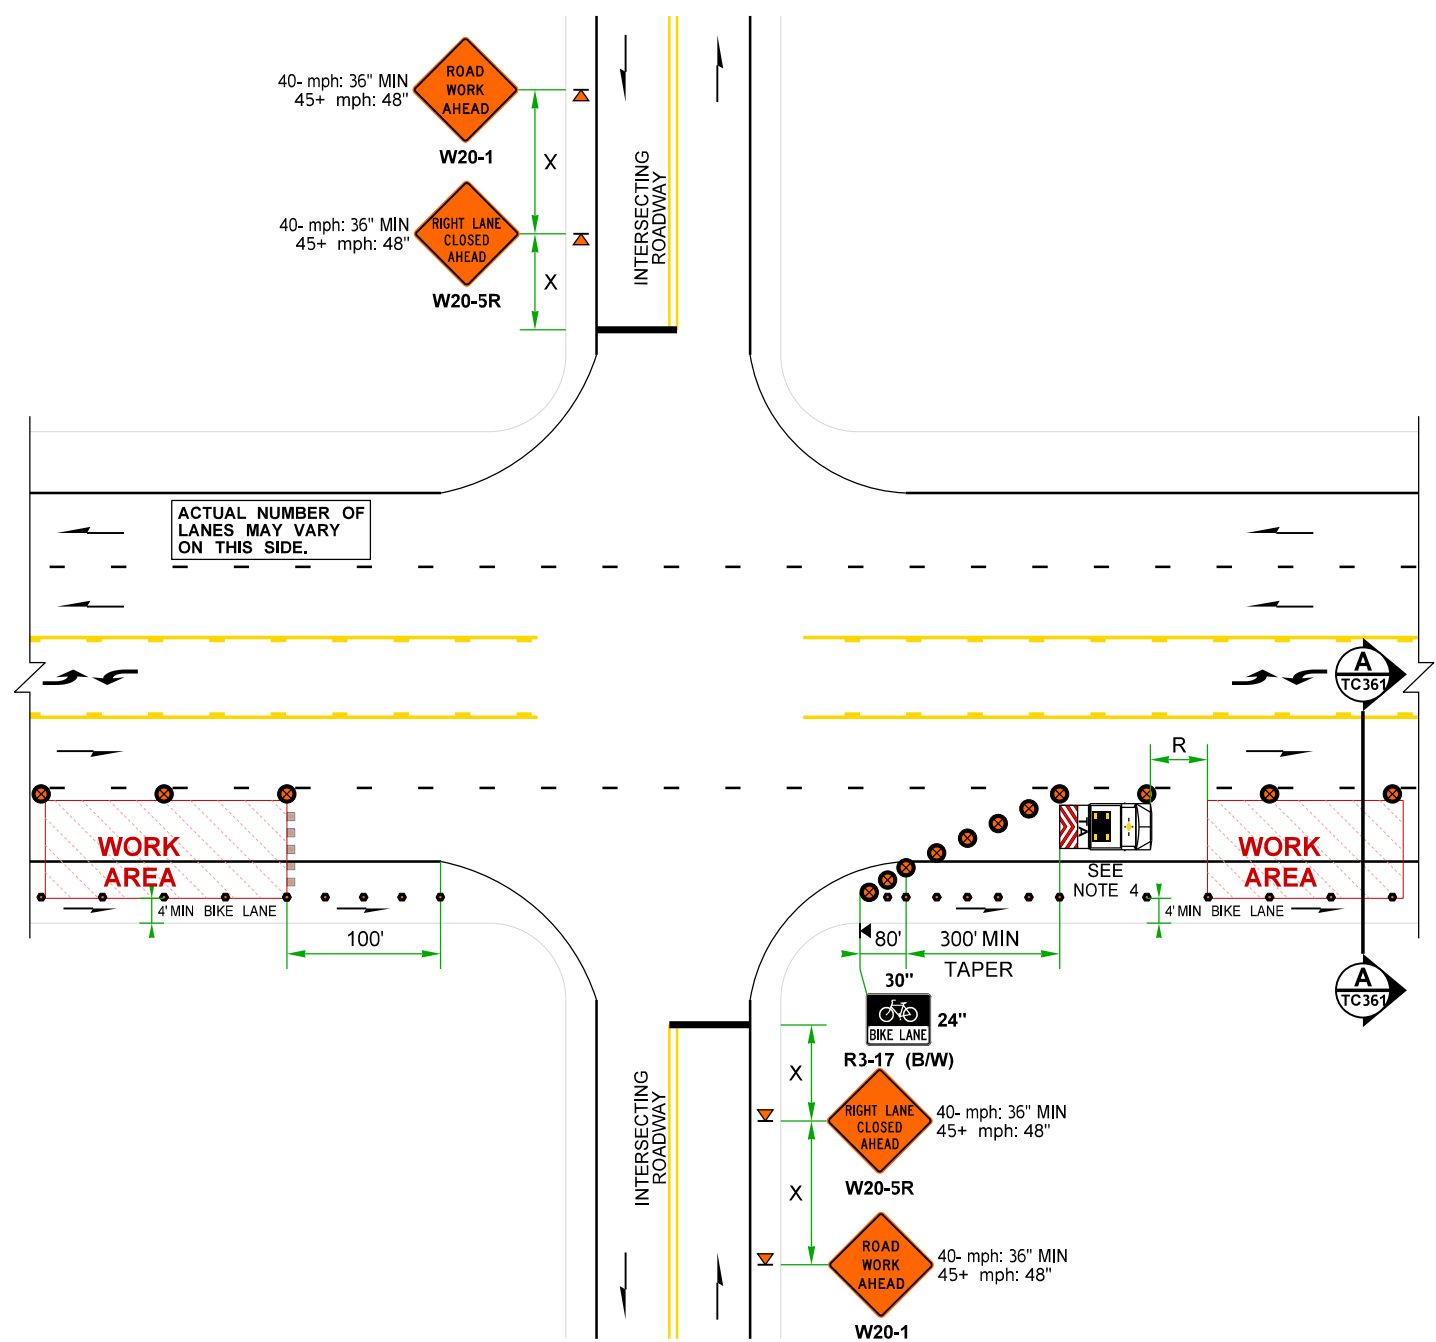 40- mph: 36" MIN
45+ mph: 48"
ROAD
WORK
AHEAD
W20-1
X
40- mph: 36" MIN
45+ mph: 48"
RIGHT LANE
CLOSED
AHEAD
W20-5R
X
INTERSECTING
ROADWAY
ACTUAL NUMBER OF
LANES MAY VARY
ON THIS SIDE.
A
TC361
R
WORK
AREA
4' MIN BIKE LANE
100'
SEE
NOTE 4
TA
WORK
AREA
4' MIN BIKE LANE
80'
300' MIN
TAPER
A
TC361
30"
24"
BIKE LANE
R3-17 (B/W)
INTERSECTING
ROADWAY
X
RIGHT LANE
CLOSED
AHEAD
40- mph: 36" MIN
45+ mph: 48"
W20-5R
X
ROAD
WORK
AHEAD
40- mph: 36" MIN
45+ mph: 48"
W20-1